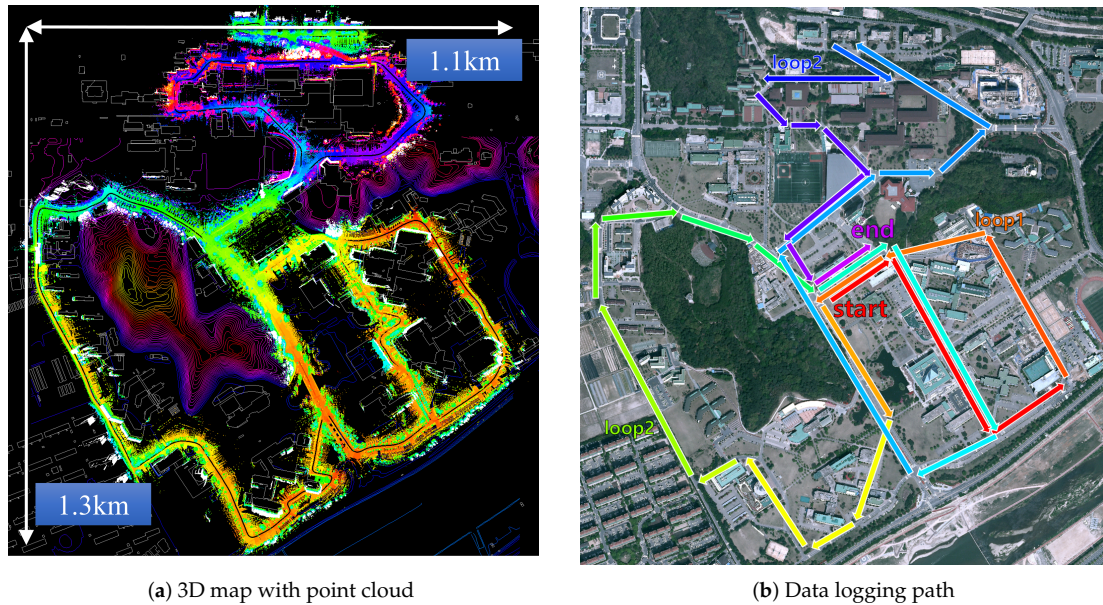 1.1km
1.3km
loop2
end
loop1
start
loop2
(a) 3D map with point cloud
(b) Data logging path